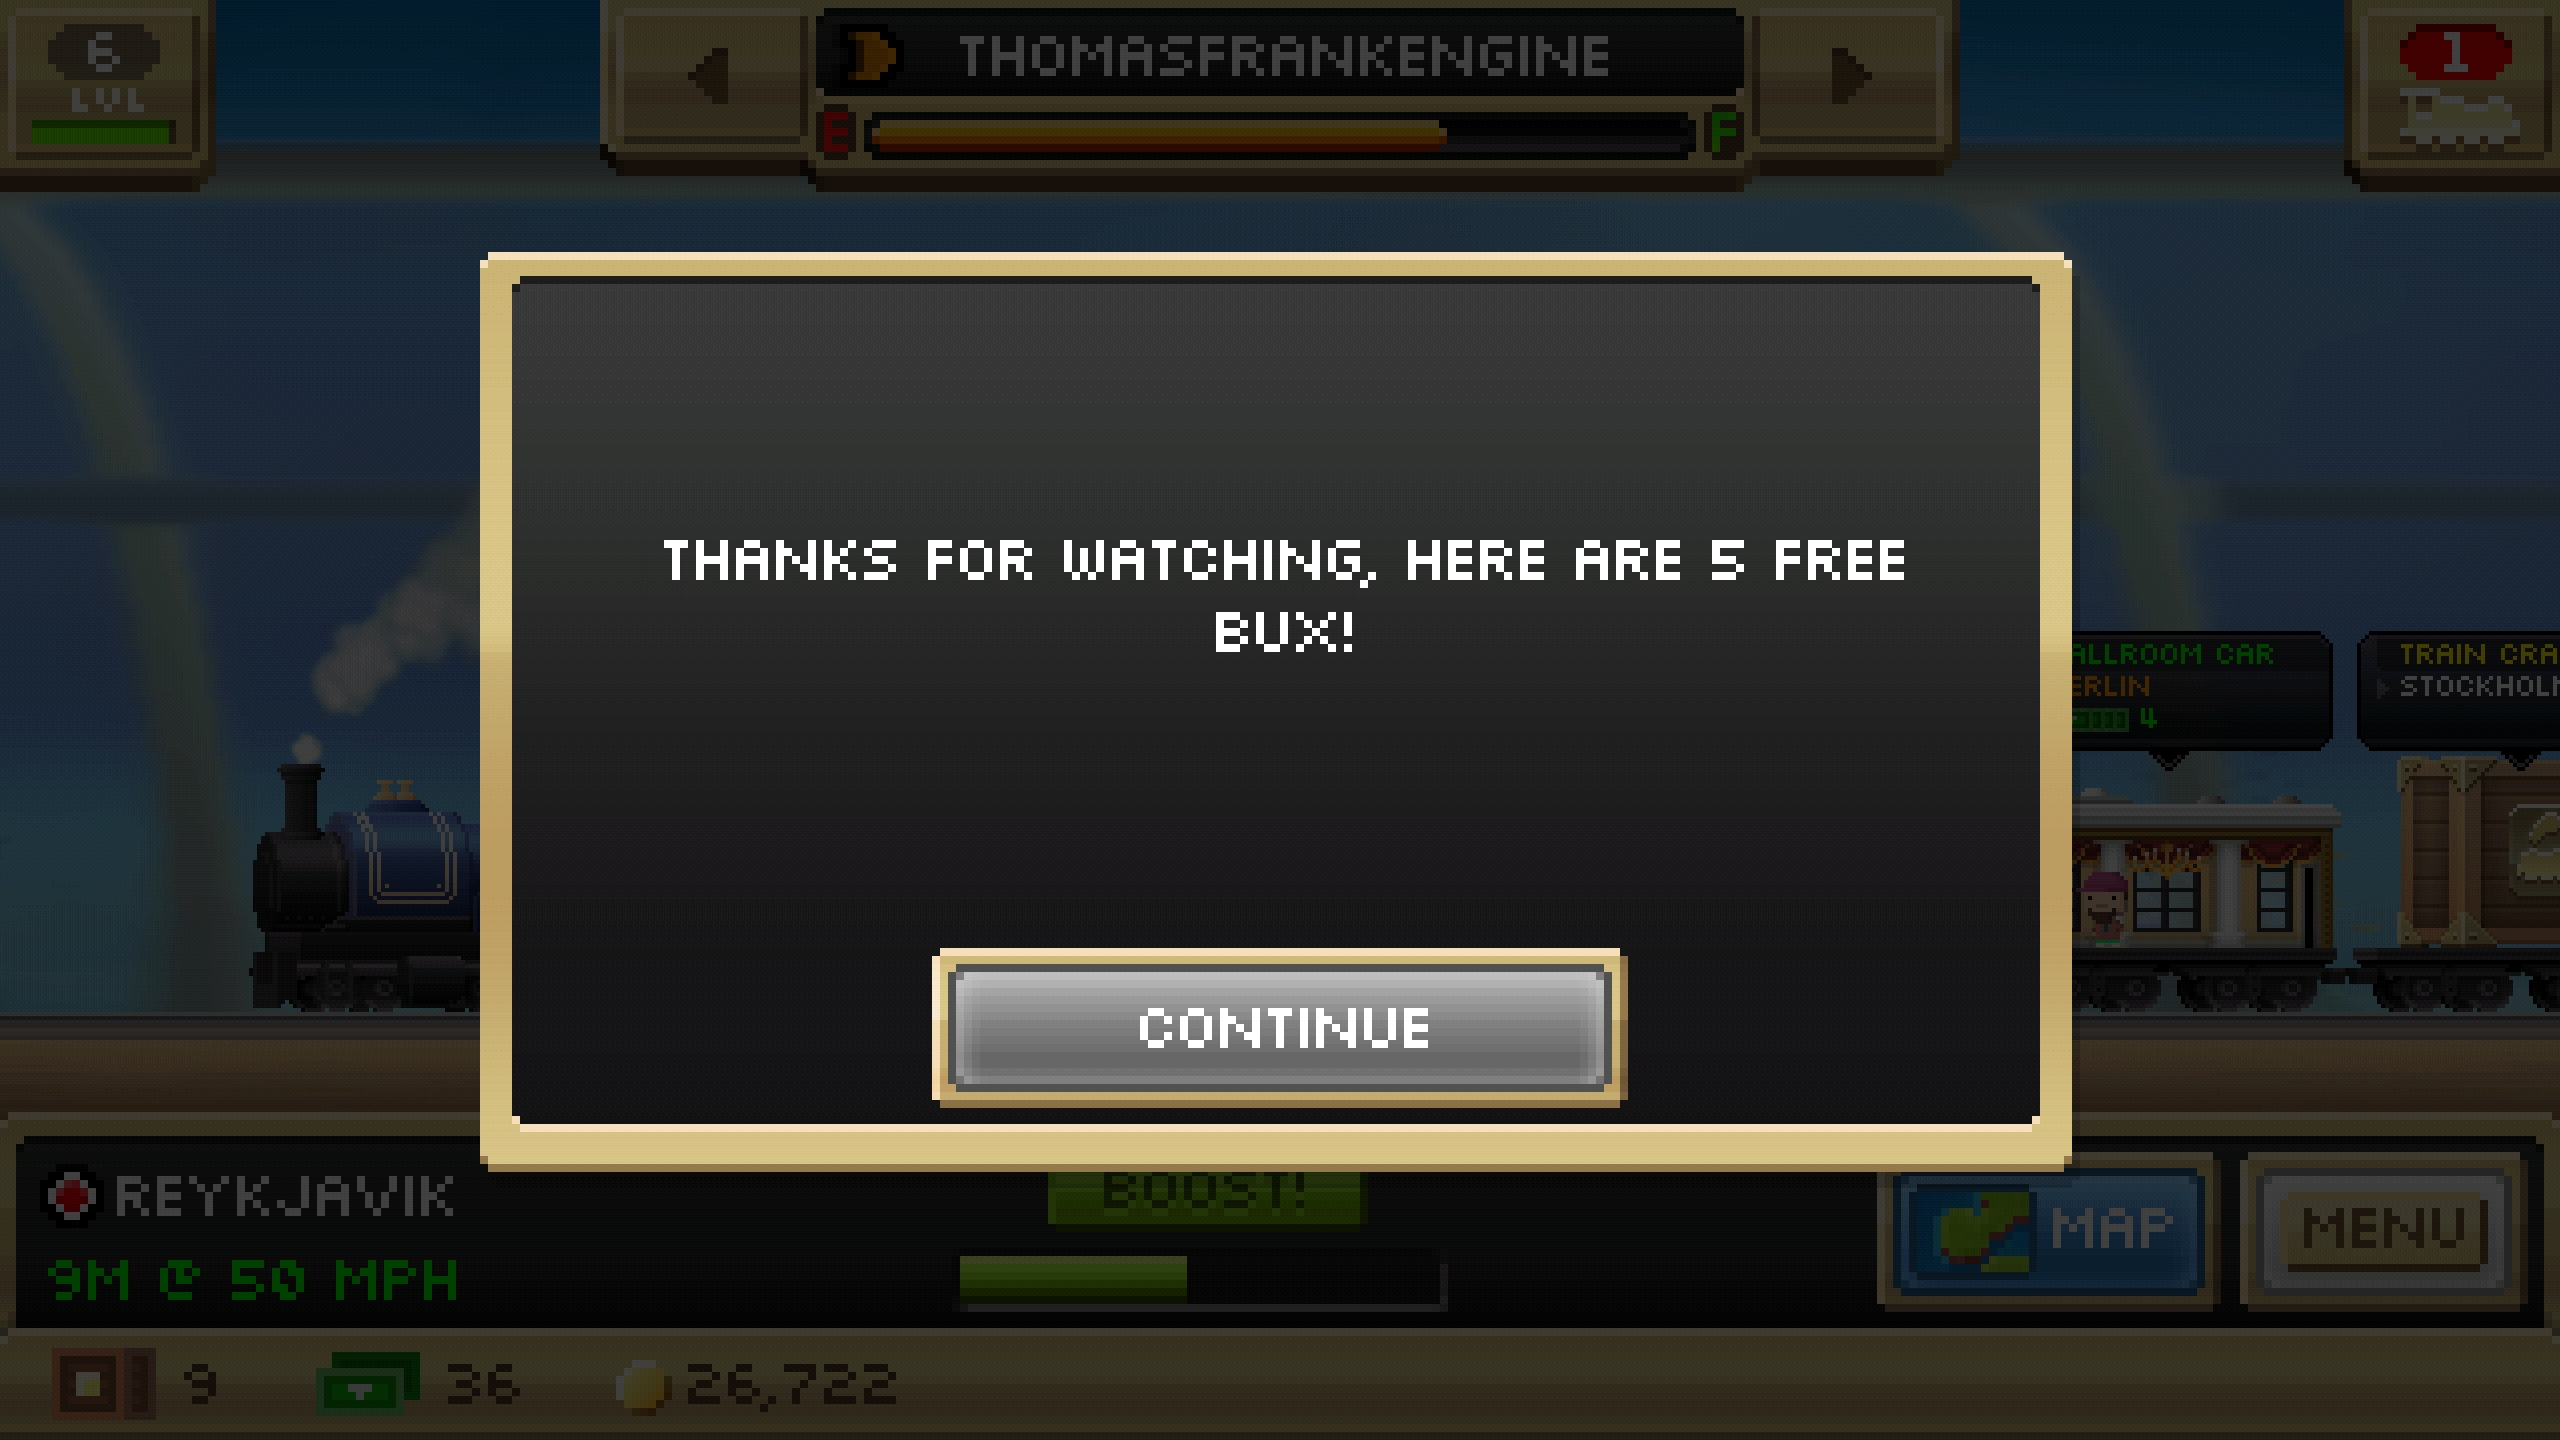 6
LVL
THOMASFRANKENGINE
E
F
1
THANKS FOR WATCHING, HERE ARE 5 FREE
BUX!
ALLROOM CAR
ERLIN
4
TRAIN CRA
STOCKHOLM
CONTINUE
REYKJAVIK
9M @ 50 MPH
BOOST!
MAP
MENU
9
36
26,722